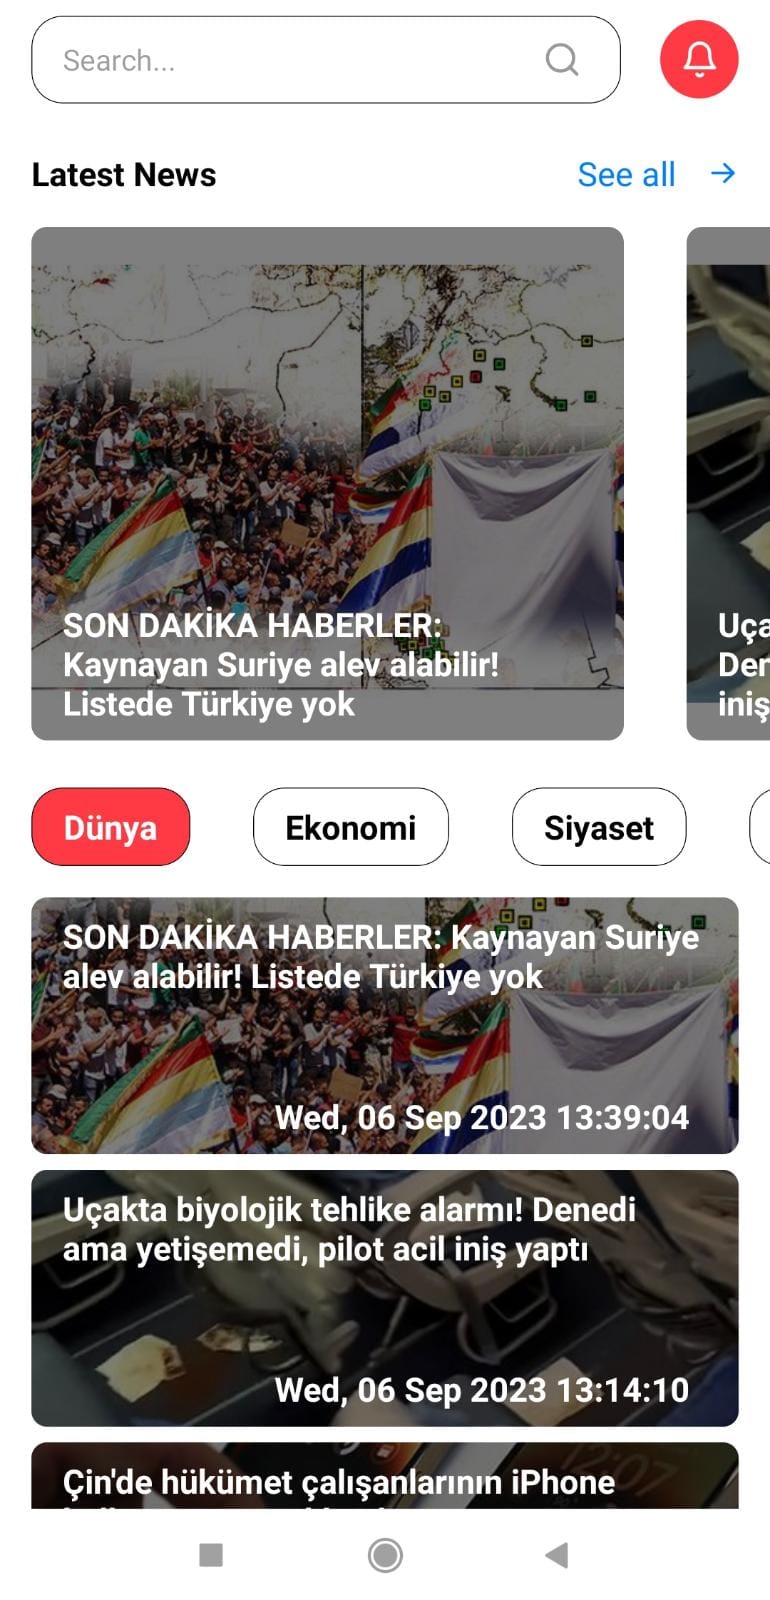 Search...
Latest News
See all
SON DAKİKA HABERLER:
Kaynayan Suriye alev alabilir!
Listede Türkiye yok
Uça
Den
iniş
Dünya
Ekonomi
Siyaset
SON DAKİKA HABERLER: Kaynayan Suriye
alev alabilir! Listede Türkiye yok
Wed, 06 Sep 2023 13:39:04
Uçakta biyolojik tehlike alarmı! Denedi
ama yetişemedi, pilot acil iniş yaptı
Wed, 06 Sep 2023 13:14:10
12:07
Çin'de hükümet çalışanlarının iPhone